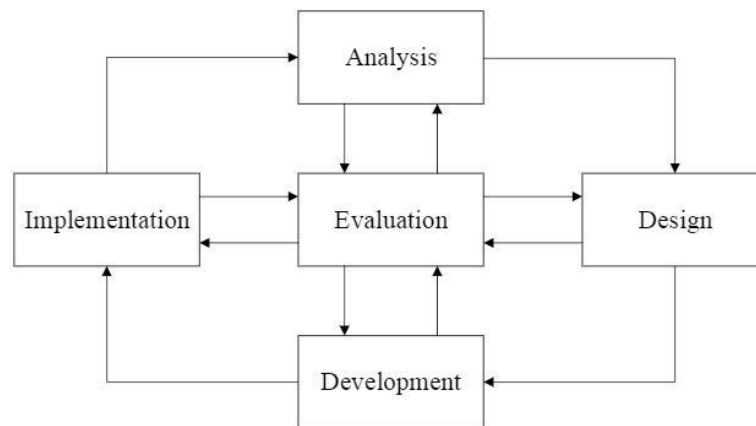 Analysis
Implementation
Evaluation
Design
Development